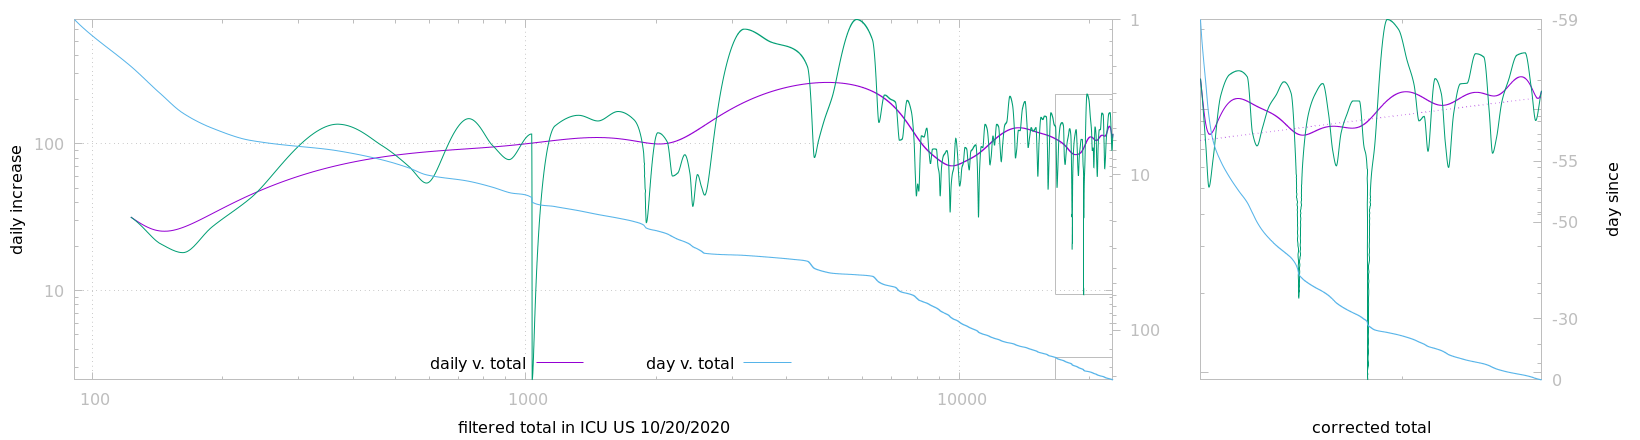 1
-59
100
daily increase
10
-55
-50
day since
10
100
-30
daily v. total
day v. total
0
100
1000
10000
filtered total in ICU US 10/20/2020
corrected total